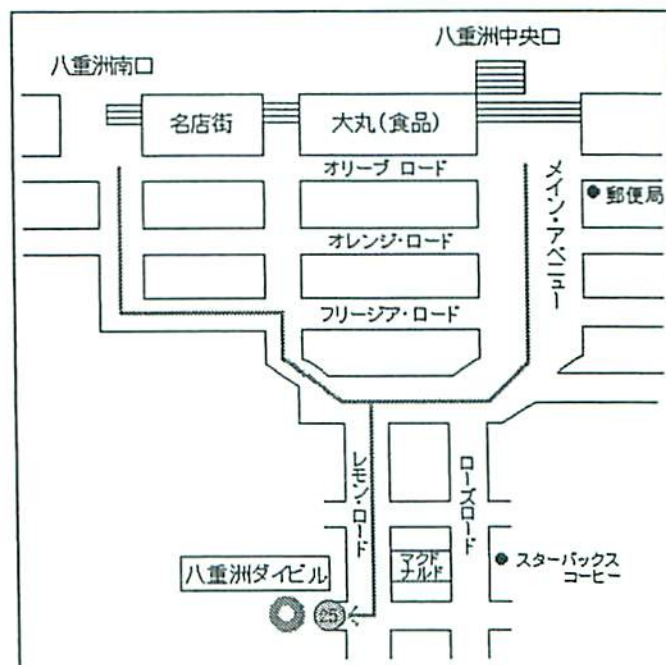 八重洲中央口
八重洲南口
名店街
大丸(食品)
オリーブ ロード
メイン・アベニュー
郵便局
オレンジ・ロード
フリージア・ロード
レモン・ロード
ローズロード
マクド
ナルド
スターバックス
コーヒー
八重洲ダイビル
25